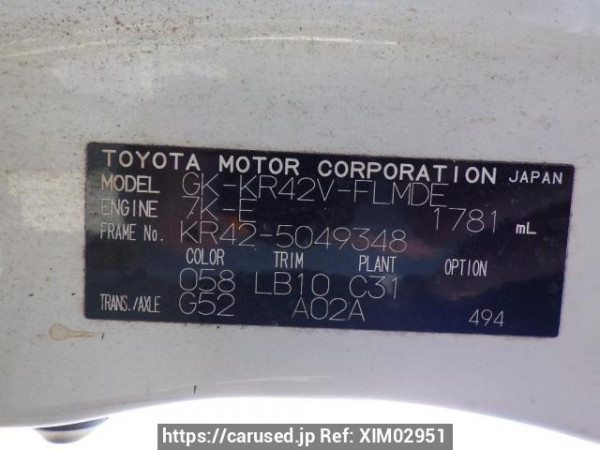 TOYOTA MOTOR CORPORATION JAPAN
MODEL GK-KR42V-FLMDE
ENGINE 7K-E 1781 mL
FRAME No. KR42-5049348
COLOR TRIM PLANT OPTION
058 LB10 C31
TRANS./AXLE G52 A02A 494
https://carused.jp Ref: XIM02951